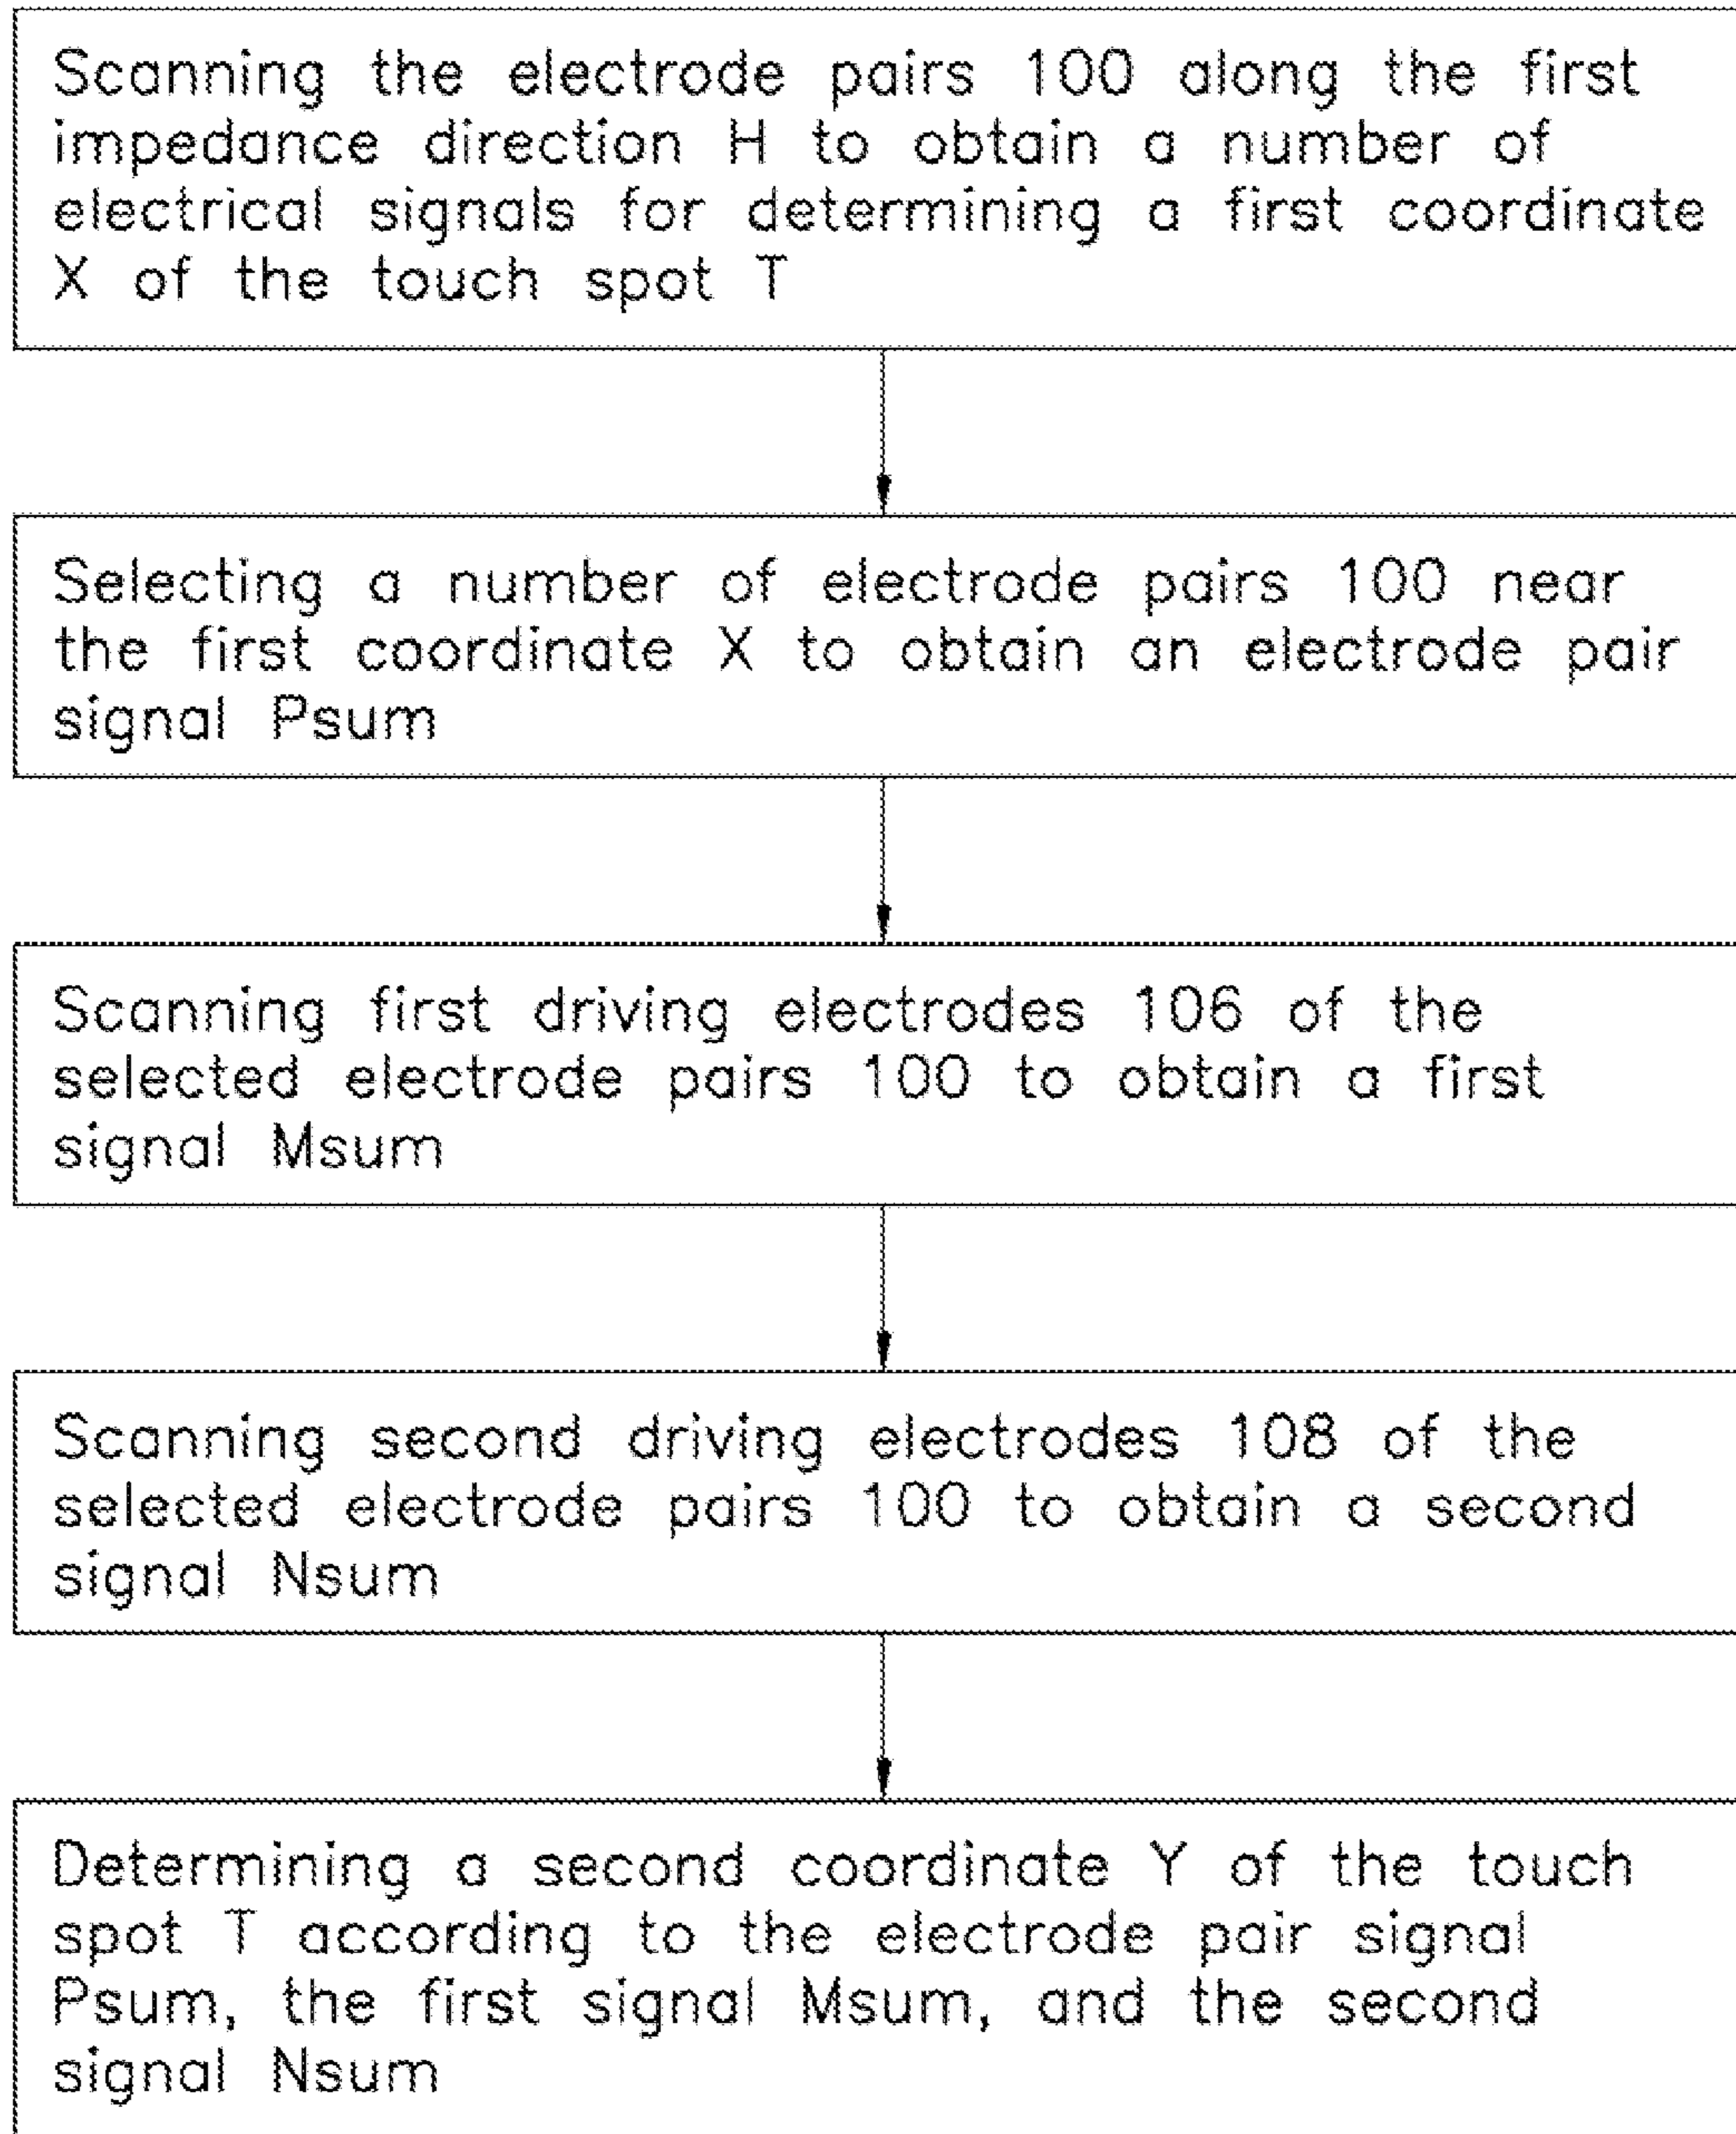 Scanning the electrode pairs 100 along the first
impedance direction H to obtain a number of
electrical signals for determining a first coordinate
X of the touch spot T
Selecting a number of electrode pairs 100 near
the first coordinate X to obtain an electrode pair
signal Psum
Scanning first driving electrodes 106 of the
selected electrode pairs 100 to obtain a first
signal Msum
Scanning second driving electrodes 108 of the
selected electrode pairs 100 to obtain a second
signal Nsum
Determining a second coordinate Y of the touch
spot T according to the electrode pair signal
Psum, the first signal Msum, and the second
signal Nsum